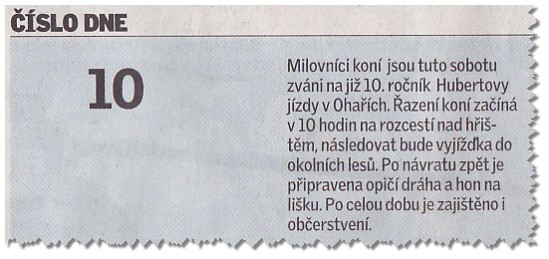 ČÍSLO DNE
10
Milovníci koní jsou tuto sobotu
zváni na již 10. ročník Hubertovy
jízdy v Ohařích. Řazení koní začíná
v 10 hodin na rozcestí nad hřiš-
těm, následovat bude vyjížďka do
okolních lesů. Po návratu zpět je
připravena opičí dráha a hon na
lišku. Po celou dobu je zajištěno i
občerstvení.